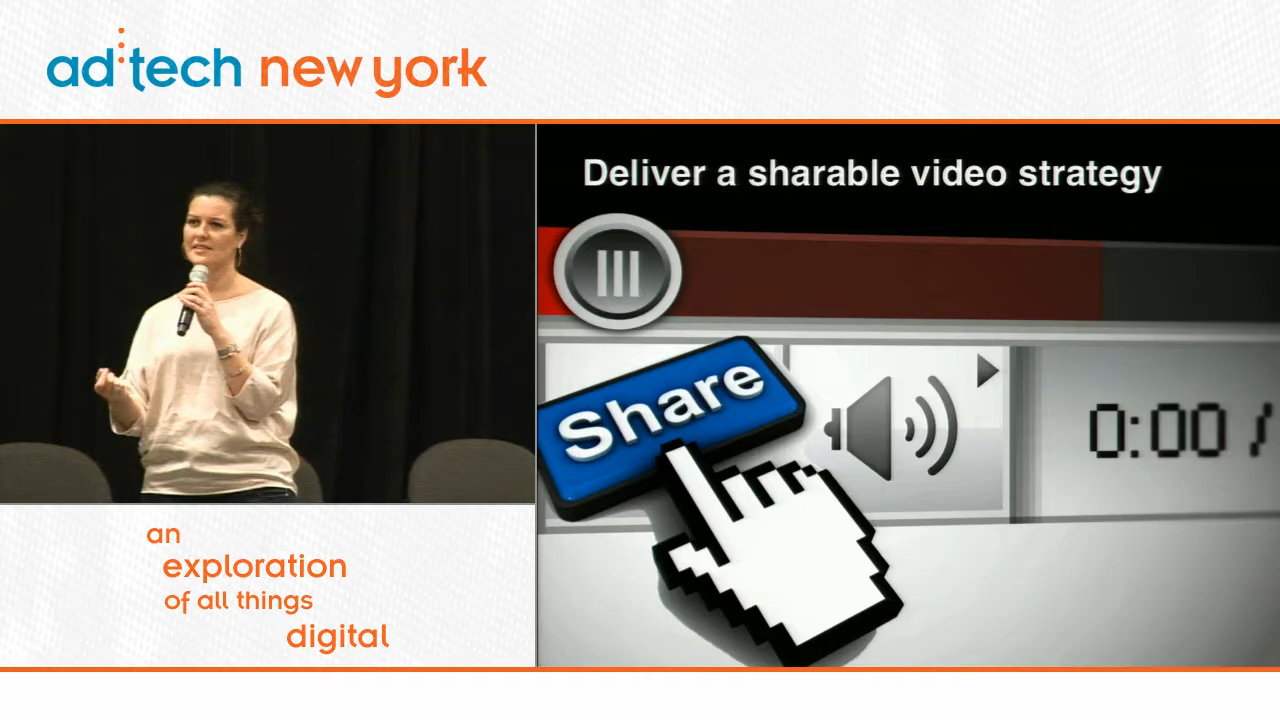 ad:tech new york
Deliver a sharable video strategy
Share
0:00 /
an
exploration
of all things
digital